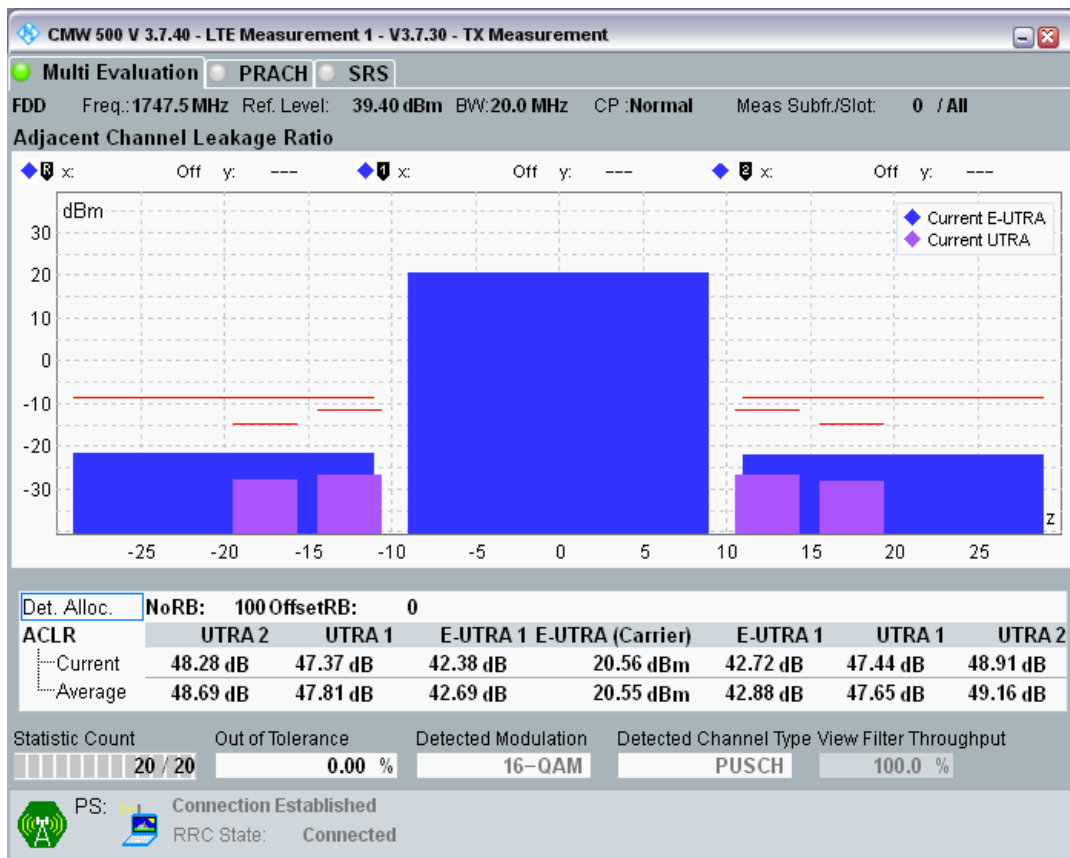 CMW 500 V 3.7.40 - LTE Measurement 1 - V3.7.30 - TX Measurement
Multi Evaluation PRACH SRS
FDD Freq.: 1747.5 MHz Ref. Level: 39.40 dBm BW: 20.0 MHz CP : Normal Meas Subfr./Slot: 0 / All
Adjacent Channel Leakage Ratio
R x: Off y: --- 1 x: Off y: --- 2 x: Off y: ---
dBm
Current E-UTRA
Current UTRA
30
20
10
0
-10
-20
-30
z
-25 -20 -15 -10 -5 0 5 10 15 20 25
Det. Alloc. NoRB: 100 OffsetRB: 0
ACLR UTRA 2 UTRA 1 E-UTRA 1 E-UTRA (Carrier) E-UTRA 1 UTRA 1 UTRA 2
Current 48.28 dB 47.37 dB 42.38 dB 20.56 dBm 42.72 dB 47.44 dB 48.91 dB
Average 48.69 dB 47.81 dB 42.69 dB 20.55 dBm 42.88 dB 47.65 dB 49.16 dB
Statistic Count Out of Tolerance Detected Modulation Detected Channel Type View Filter Throughput
20 / 20 0.00 % 16-QAM PUSCH 100.0 %
PS: Connection Established
RRC State: Connected